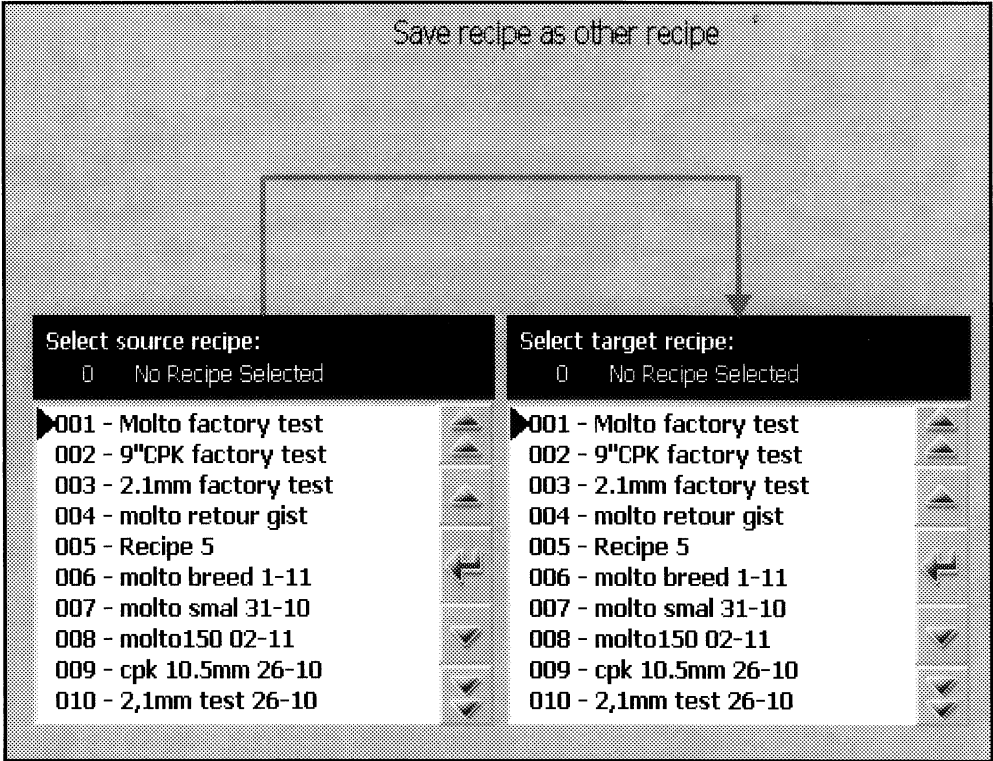 Save recipe as other recipe
Select source recipe:
0 No Recipe Selected
001 - Molto factory test
002 - 9"CPK factory test
003 - 2.1mm factory test
004 - molto retour gist
005 - Recipe 5
006 - molto breed 1-11
007 - molto smal 31-10
008 - molto150 02-11
009 - cpk 10.5mm 26-10
010 - 2,1mm test 26-10
Select target recipe:
0 No Recipe Selected
001 - Molto factory test
002 - 9"CPK factory test
003 - 2.1mm factory test
004 - molto retour gist
005 - Recipe 5
006 - molto breed 1-11
007 - molto smal 31-10
008 - molto150 02-11
009 - cpk 10.5mm 26-10
010 - 2,1mm test 26-10